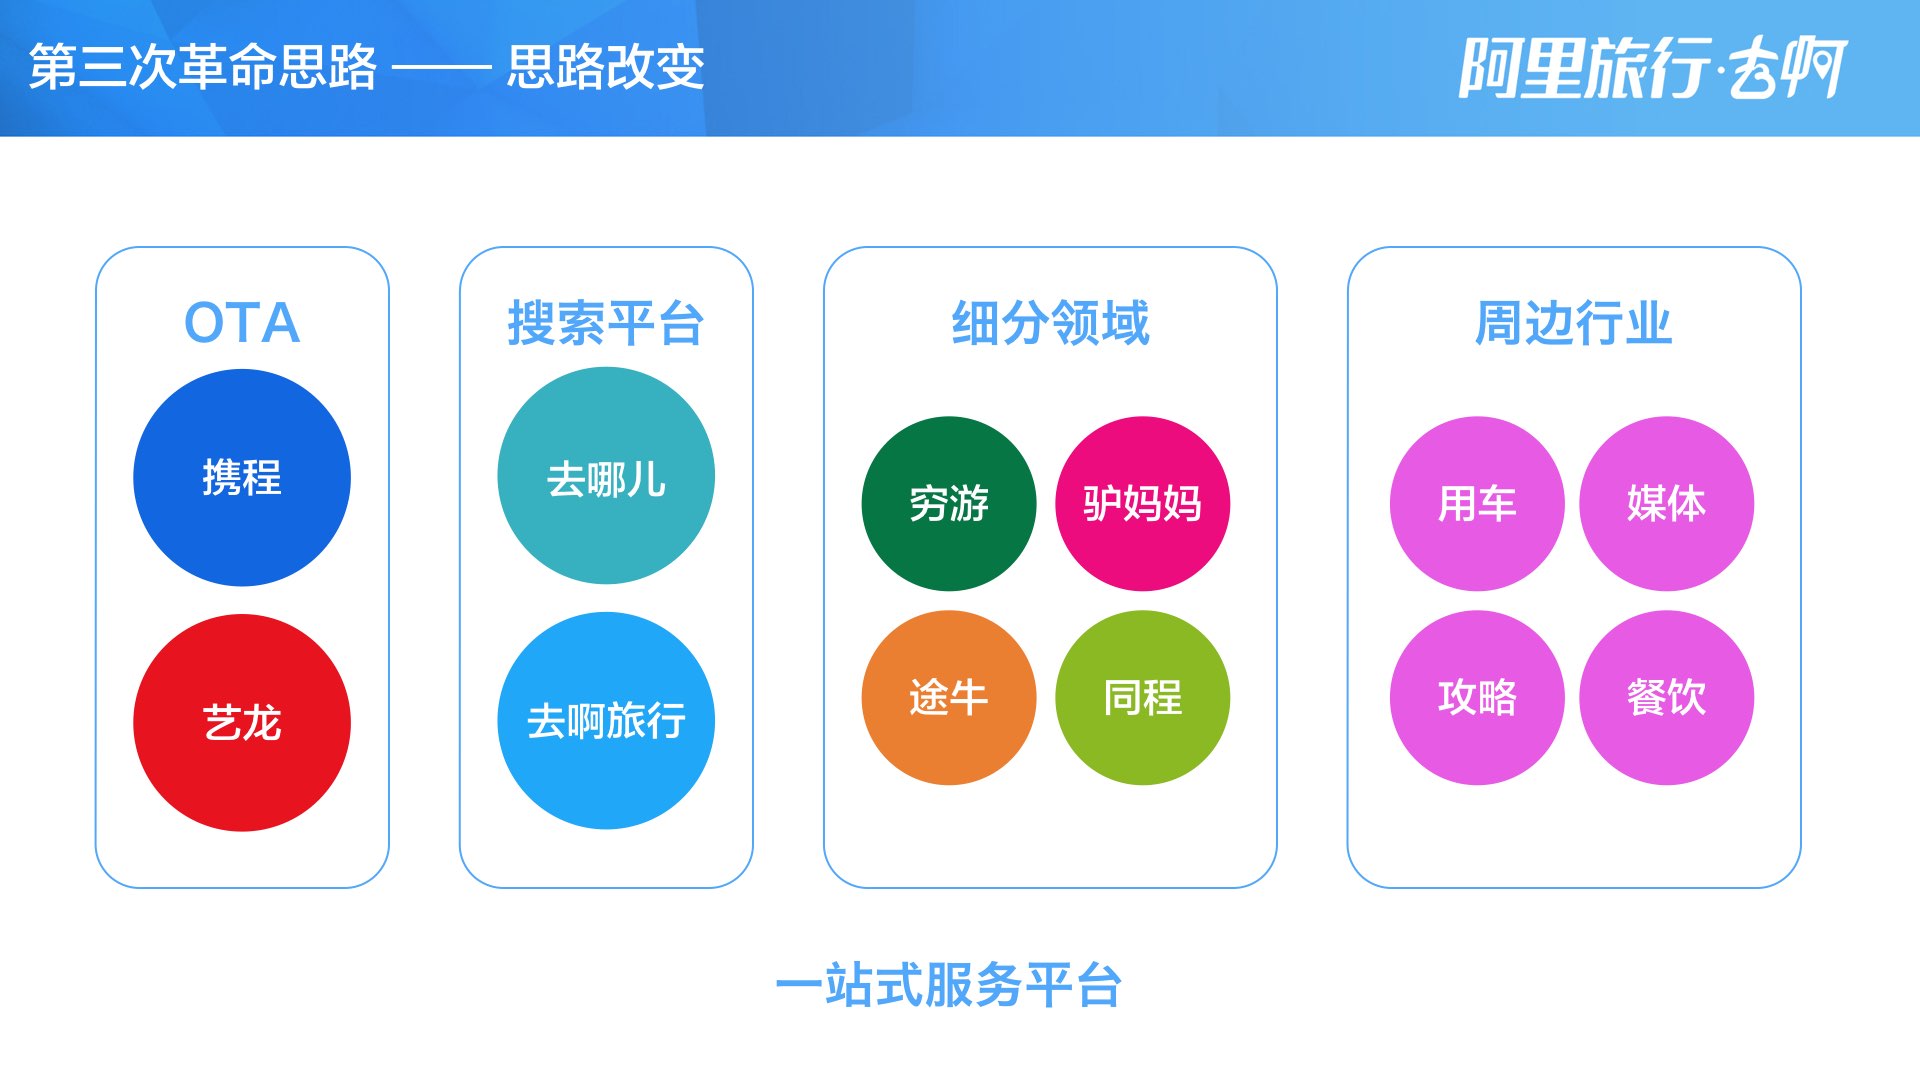 第三次革命思路 —— 思路改变
阿里旅行·去啊
OTA
携程
艺龙
搜索平台
去哪儿
去啊旅行
细分领域
穷游
驴妈妈
途牛
同程
周边行业
用车
媒体
攻略
餐饮
一站式服务平台